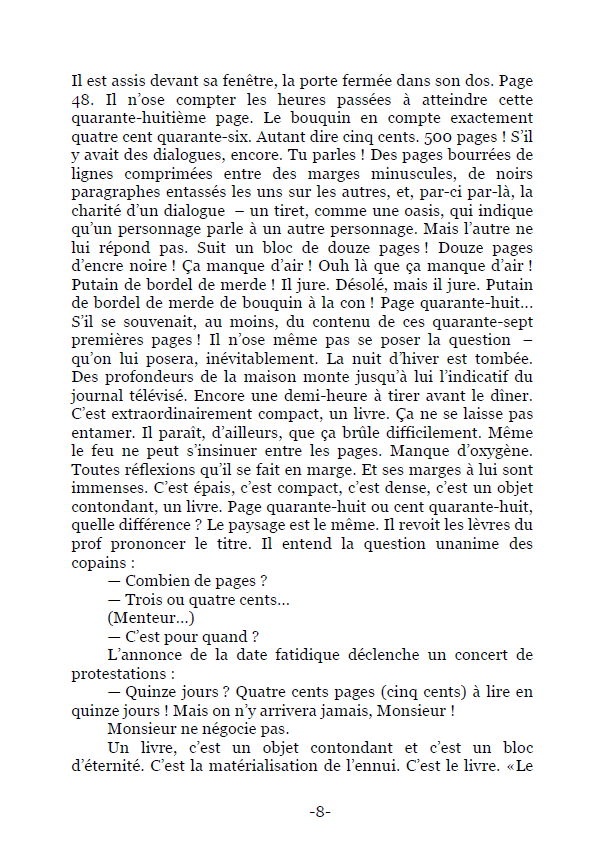 Il est assis devant sa fenêtre, la porte fermée dans son dos. Page
48. Il n’ose compter les heures passées à atteindre cette
quarante-huitième page. Le bouquin en compte exactement
quatre cent quarante-six. Autant dire cinq cents. 500 pages ! S’il
y avait des dialogues, encore. Tu parles ! Des pages bourrées de
lignes comprimées entre des marges minuscules, de noirs
paragraphes entassés les uns sur les autres, et, par-ci par-là, la
charité d’un dialogue – un tiret, comme une oasis, qui indique
qu’un personnage parle à un autre personnage. Mais l’autre ne
lui répond pas. Suit un bloc de douze pages ! Douze pages
d’encre noire ! Ça manque d’air ! Ouh là que ça manque d’air !
Putain de bordel de merde ! Il jure. Désolé, mais il jure. Putain
de bordel de merde de bouquin à la con ! Page quarante-huit…
S’il se souvenait, au moins, du contenu de ces quarante-sept
premières pages ! Il n’ose même pas se poser la question –
qu’on lui posera, inévitablement. La nuit d’hiver est tombée.
Des profondeurs de la maison monte jusqu’à lui l’indicatif du
journal télévisé. Encore une demi-heure à tirer avant le dîner.
C’est extraordinairement compact, un livre. Ça ne se laisse pas
entamer. Il paraît, d’ailleurs, que ça brûle difficilement. Même
le feu ne peut s’insinuer entre les pages. Manque d’oxygène.
Toutes réflexions qu’il se fait en marge. Et ses marges à lui sont
immenses. C’est épais, c’est compact, c’est dense, c’est un objet
contondant, un livre. Page quarante-huit ou cent quarante-huit,
quelle différence ? Le paysage est le même. Il revoit les lèvres du
prof prononcer le titre. Il entend la question unanime des
copains :
— Combien de pages ?
— Trois ou quatre cents…
(Menteur…)
— C’est pour quand ?
L’annonce de la date fatidique déclenche un concert de
protestations :
— Quinze jours ? Quatre cents pages (cinq cents) à lire en
quinze jours ! Mais on n’y arrivera jamais, Monsieur !
Monsieur ne négocie pas.
Un livre, c’est un objet contondant et c’est un bloc
d’éternité. C’est la matérialisation de l’ennui. C’est le livre. «Le
-8-